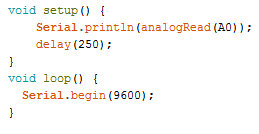 void setup() {
  Serial.println(analogRead(A0));
  delay(250);
}
void loop() {
  Serial.begin(9600);
}